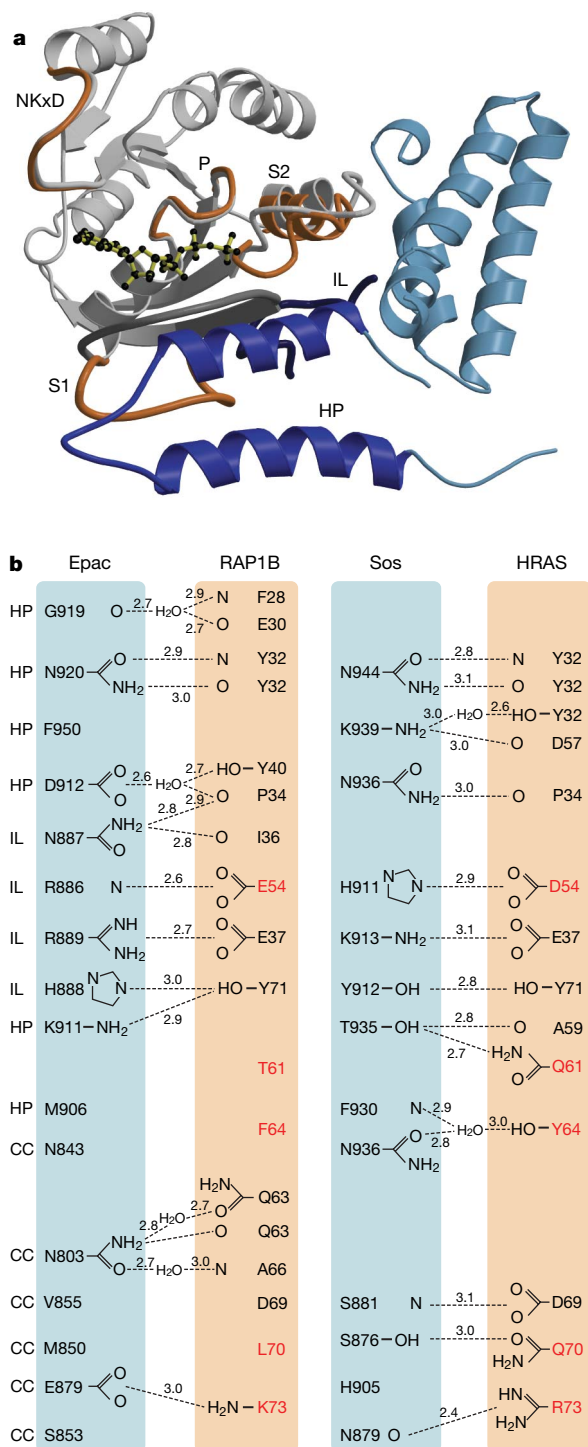 a
NKxD
P
S2
IL
S1
HP
b Epac RAP1B Sos HRAS
HP G919 O 2.7 H₂O 2.9 N F28
2.7 O E30
HP N920 O NH₂ 2.9 N Y32
3.0 O Y32
N944 O NH₂ 2.8 N Y32
3.1 O Y32
HP F950
K939 NH₂ 3.0 H₂O 2.6 HO Y32
3.0 O D57
HP D912 O O 2.6 H₂O 2.7 HO Y40
2.9 O P34
N936 O NH₂ 3.0 O P34
IL N887 NH₂ O 2.8
2.8 O I36
IL R886 N 2.6 O O E54
H911 N N 2.9 O O D54
IL R889 NH NH₂ 2.7 O O E37
K913 NH₂ 3.1 O O E37
IL H888 N N 3.0 HO Y71
Y912 OH 2.8 HO Y71
HP K911 NH₂ 2.9
T935 OH 2.8 O A59
T61
2.7 H₂N O Q61
HP M906
F930 N 2.9
F64
H₂O 3.0 HO Y64
CC N843
N936 O NH₂ 2.8
H₂N O Q63
CC N803 NH₂ O 2.8 H₂O 2.7
O Q63
2.7 H₂O 3.0 N A66
CC V855 D69
S881 N 3.1 O O D69
CC M850 L70
S876 OH 3.0 O H₂N Q70
CC E879 O O 3.0 H₂N K73
H905
HN H₂N R73
CC S853
N879 O 2.4